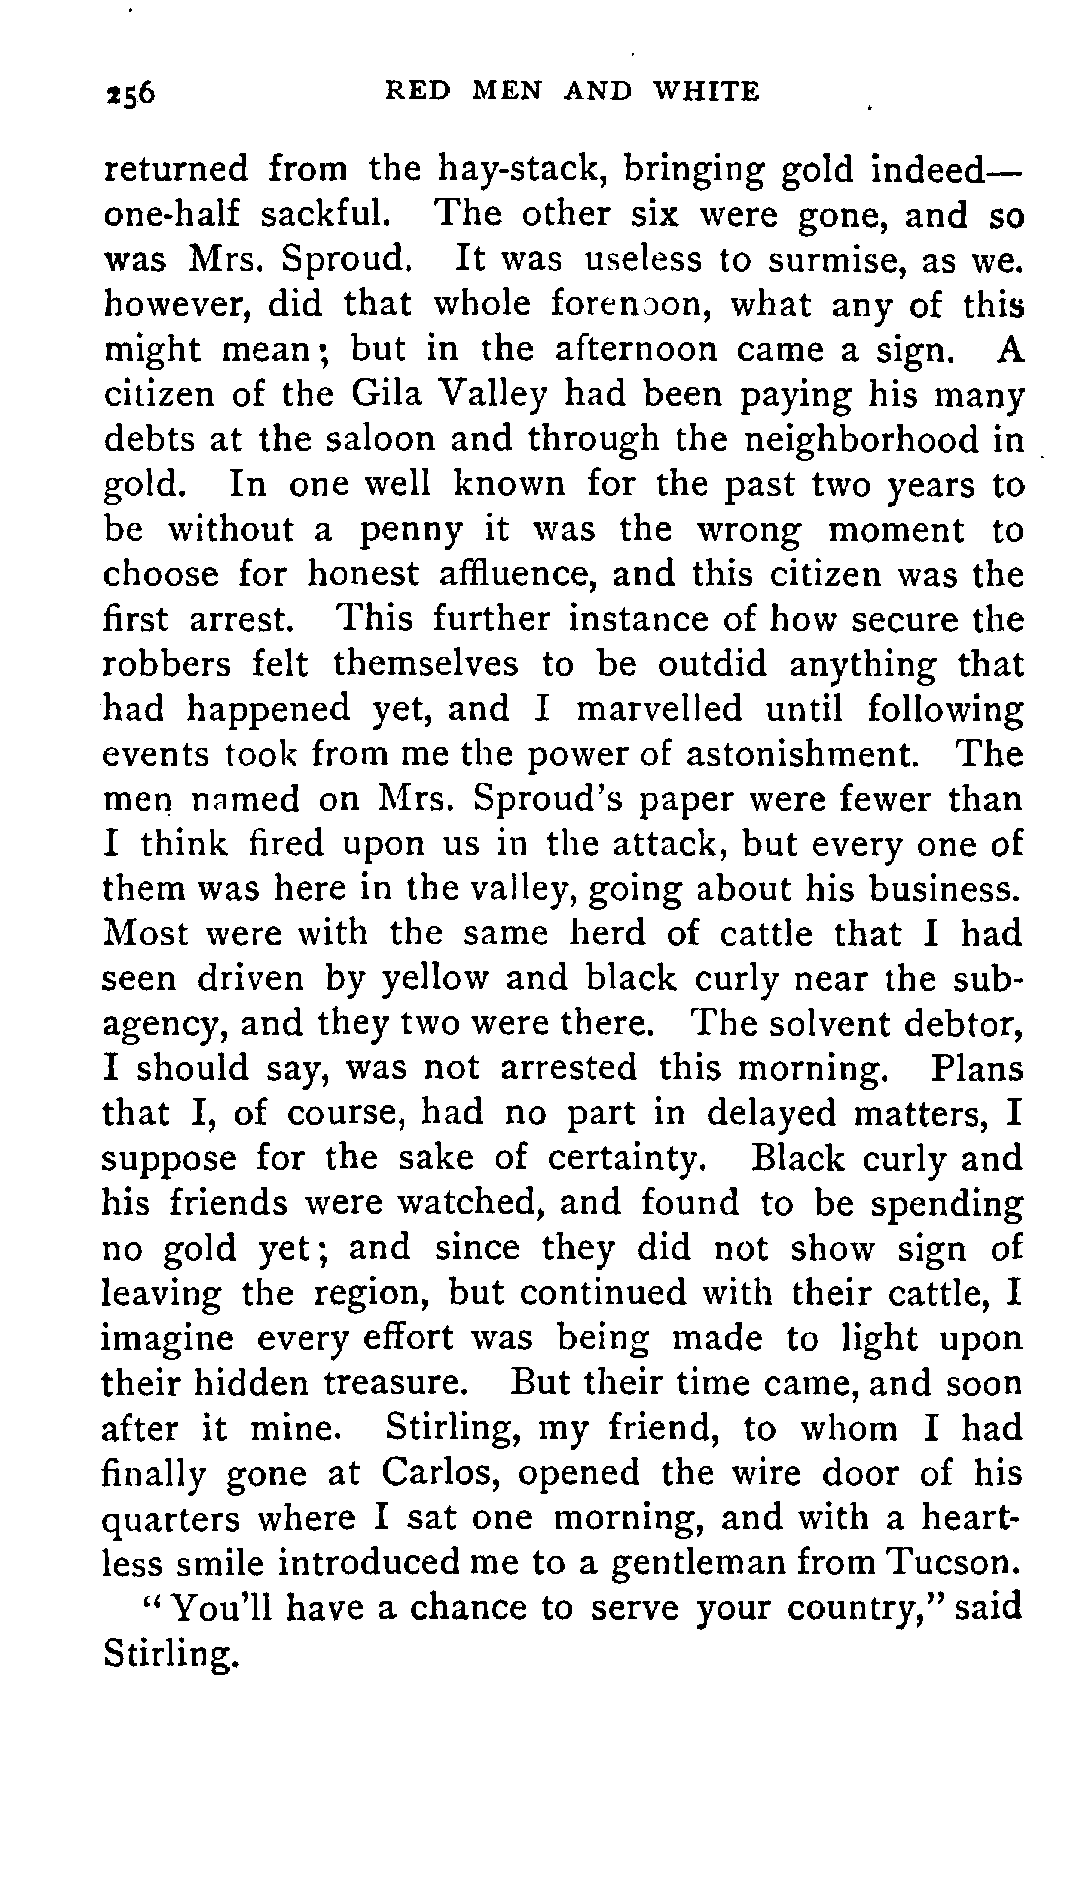 256 RED MEN AND WHITE
returned from the hay-stack, bringing gold indeed—
one-half sackful. The other six were gone, and so
was Mrs. Sproud. It was useless to surmise, as we.
however, did that whole forenoon, what any of this
might mean; but in the afternoon came a sign. A
citizen of the Gila Valley had been paying his many
debts at the saloon and through the neighborhood in
gold. In one well known for the past two years to
be without a penny it was the wrong moment to
choose for honest affluence, and this citizen was the
first arrest. This further instance of how secure the
robbers felt themselves to be outdid anything that
had happened yet, and I marvelled until following
events took from me the power of astonishment. The
men named on Mrs. Sproud's paper were fewer than
I think fired upon us in the attack, but every one of
them was here in the valley, going about his business.
Most were with the same herd of cattle that I had
seen driven by yellow and black curly near the sub-
agency, and they two were there. The solvent debtor,
I should say, was not arrested this morning. Plans
that I, of course, had no part in delayed matters, I
suppose for the sake of certainty. Black curly and
his friends were watched, and found to be spending
no gold yet; and since they did not show sign of
leaving the region, but continued with their cattle, I
imagine every effort was being made to light upon
their hidden treasure. But their time came, and soon
after it mine. Stirling, my friend, to whom I had
finally gone at Carlos, opened the wire door of his
quarters where I sat one morning, and with a heart-
less smile introduced me to a gentleman from Tucson.
"You'll have a chance to serve your country," said
Stirling.